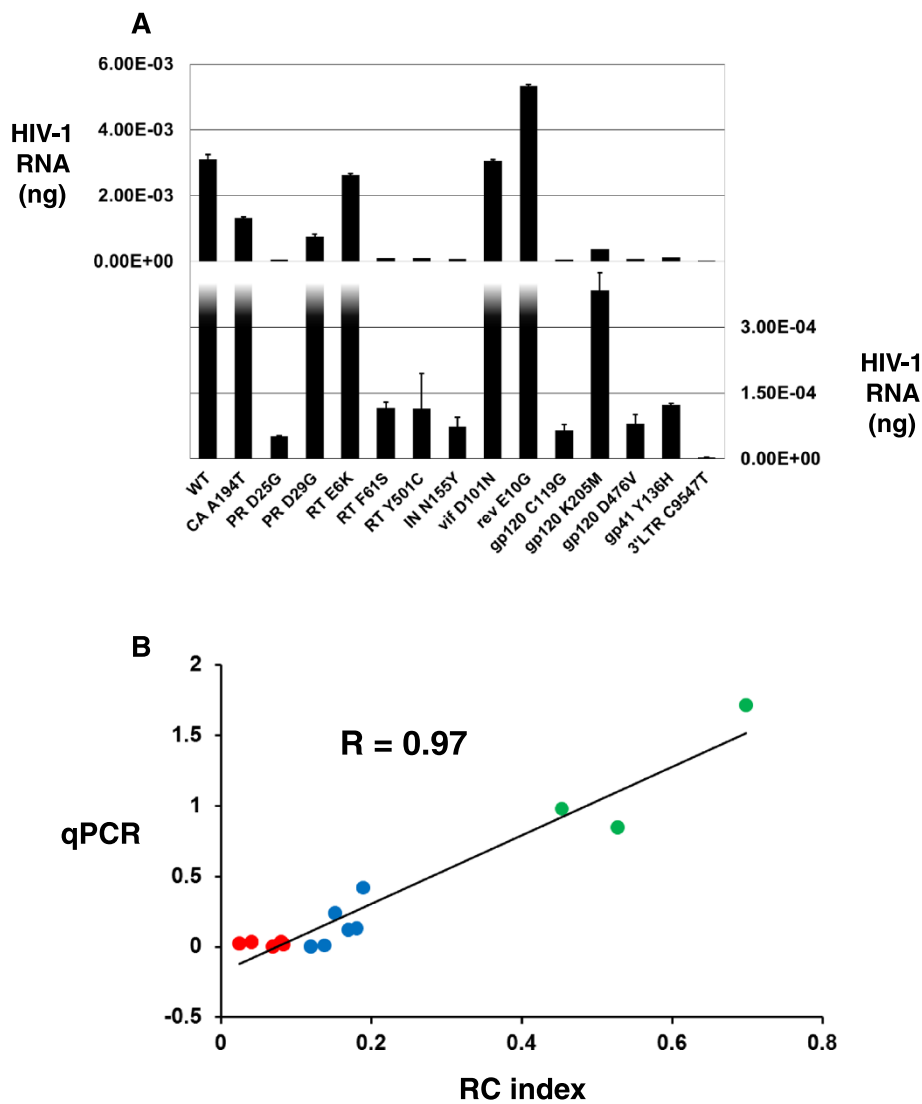 A
HIV-1
RNA
(ng)
6.00E-03
4.00E-03
2.00E-03
0.00E+00
3.00E-04
1.50E-04
0.00E+00
HIV-1
RNA
(ng)
WT
CA A194T
PR D25G
PR D29G
RT E6K
RT F61S
RT Y501C
IN N155Y
vif D101N
rev E10G
gp120 C119G
gp120 K205M
gp120 D476V
gp41 Y136H
3'LTR C9547T
B
R = 0.97
qPCR
2
1.5
1
0.5
0
-0.5
0
0.2
0.4
0.6
0.8
RC index